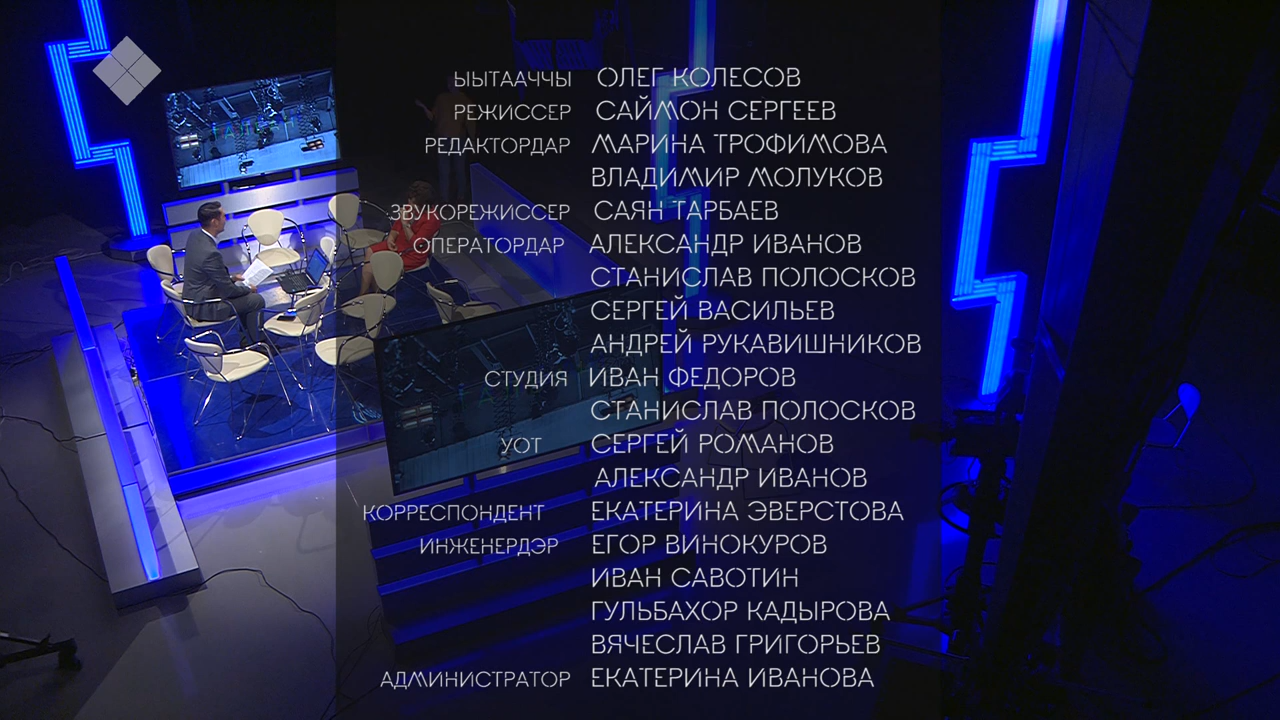 ЫЫТААЧЧЫ ОЛЕГ КОЛЕСОВ
РЕЖИССЕР САЙМОН СЕРГЕЕВ
РЕДАКТОРДАР МАРИНА ТРОФИМОВА
ВЛАДИМИР МОЛУКОВ
ЗВУКОРЕЖИССЕР САЯН ТАРБАЕВ
ОПЕРАТОРДАР АЛЕКСАНДР ИВАНОВ
СТАНИСЛАВ ПОЛОСКОВ
СЕРГЕЙ ВАСИЛЬЕВ
АНДРЕЙ РУКАВИШНИКОВ
СТУДИЯ ИВАН ФЕДОРОВ
СТАНИСЛАВ ПОЛОСКОВ
УОТ СЕРГЕЙ РОМАНОВ
АЛЕКСАНДР ИВАНОВ
КОРРЕСПОНДЕНТ ЕКАТЕРИНА ЭВЕРСТОВА
ИНЖЕНЕРДЭР ЕГОР ВИНОКУРОВ
ИВАН САВОТИН
ГУЛЬБАХОР КАДЫРОВА
ВЯЧЕСЛАВ ГРИГОРЬЕВ
АДМИНИСТРАТОР ЕКАТЕРИНА ИВАНОВА